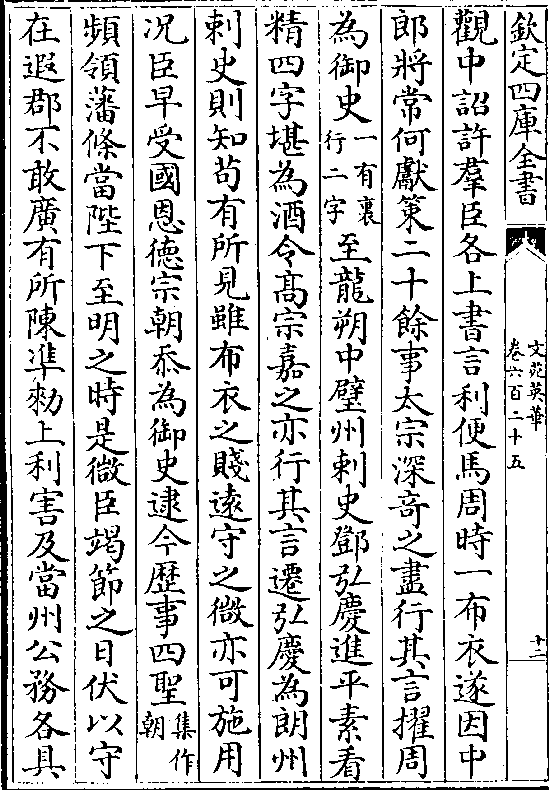 欽定四庫全書
文苑英華
卷六百二十五
十二
觀中詔許羣臣各上書言利便馬周時一布衣遂因中
郎將常何獻策二十餘事太宗深竒之盡行其言擢周
為御史一有裏行二字至龍朔中壁州刺史鄧弘慶進平素看
精四字堪為酒令髙宗嘉之亦行其言遷弘慶為朗州
刺史則知苟有所見雖布衣之賤逺守之微亦可施用
況臣早受國恩德宗朝忝為御史逮今歴事四聖集作朝
頻領藩條當陛下至明之時是微臣竭節之日伏以守
在遐郡不敢廣有所陳凖勅上利害及當州公務各具